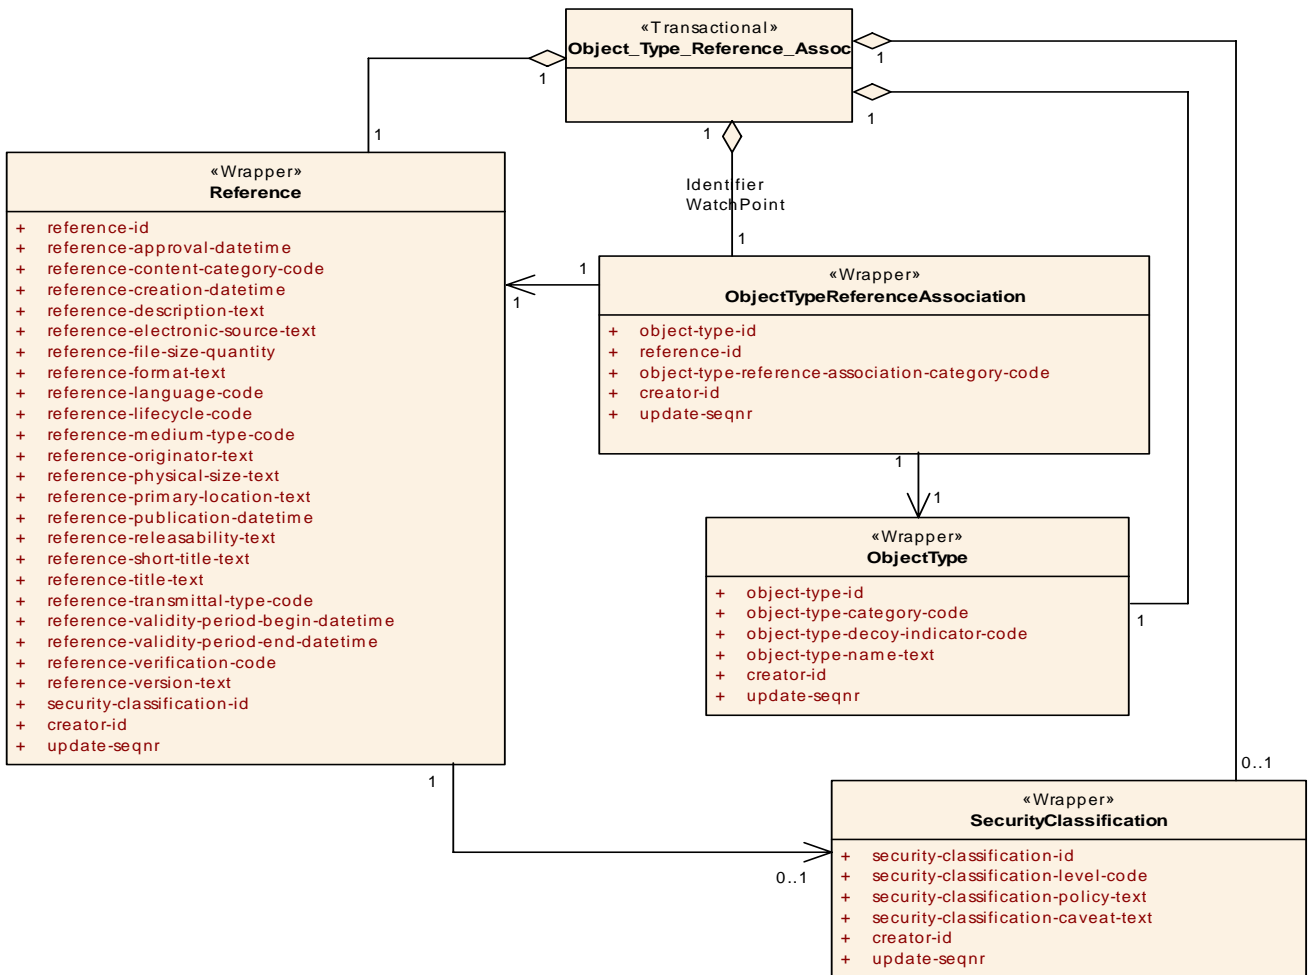 «Transactional»
Object_Type_Reference_Assoc
1
1
1
1
1
Identifier
WatchPoint
1
«Wrapper»
Reference
+ reference-id
+ reference-approval-datetime
+ reference-content-category-code
+ reference-creation-datetime
+ reference-description-text
+ reference-electronic-source-text
+ reference-file-size-quantity
+ reference-format-text
+ reference-language-code
+ reference-lifecycle-code
+ reference-medium-type-code
+ reference-originator-text
+ reference-physical-size-text
+ reference-primary-location-text
+ reference-publication-datetime
+ reference-releasability-text
+ reference-short-title-text
+ reference-title-text
+ reference-transmittal-type-code
+ reference-validity-period-begin-datetime
+ reference-validity-period-end-datetime
+ reference-verification-code
+ reference-version-text
+ security-classification-id
+ creator-id
+ update-seqnr
1
1
«Wrapper»
ObjectTypeReferenceAssociation
+ object-type-id
+ reference-id
+ object-type-reference-association-category-code
+ creator-id
+ update-seqnr
1
1
«Wrapper»
ObjectType
+ object-type-id
+ object-type-category-code
+ object-type-decoy-indicator-code
+ object-type-name-text
+ creator-id
+ update-seqnr
1
0..1
1
0..1
«Wrapper»
SecurityClassification
+ security-classification-id
+ security-classification-level-code
+ security-classification-policy-text
+ security-classification-caveat-text
+ creator-id
+ update-seqnr